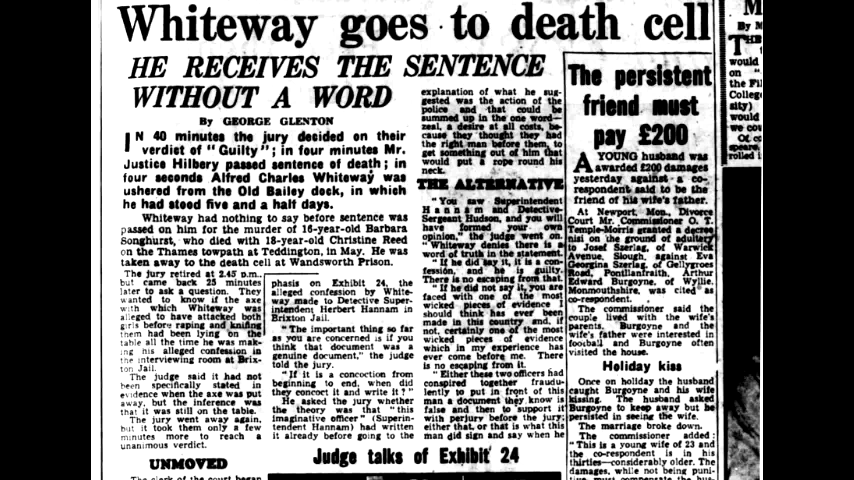 Whiteway goes to death cell
HE RECEIVES THE SENTENCE
WITHOUT A WORD
By GEORGE GLENTON
IN 40 minutes the jury decided on their
verdict of "Guilty"; in four minutes Mr.
Justice Hilbery passed sentence of death; in
four seconds Alfred Charles Whiteway was
ushered from the Old Bailey dock, in which
he had stood five and a half days.
Whiteway had nothing to say before sentence was
passed on him for the murder of 16-year-old Barbara
Songhurst, who died with 18-year-old Christine Reed
on the Thames towpath at Teddington, in May. He was
taken away to the death cell at Wandsworth Prison.
The jury retired at 2.45 p.m.,
but came back 25 minutes
later to ask a question. They
wanted to know if the axe
with which Whiteway was
alleged to have attacked both
girls before raping and knifing
them had been lying on the
table all the time he was mak-
ing his alleged confession in
the interviewing room at Brix-
ton Jail.
The judge said it had not
been specifically stated in
evidence when the axe was put
away, but the inference was
that it was still on the table.
The jury went away again,
but it took them only a few
minutes more to reach a
unanimous verdict.
UNMOVED
The clerk of the court began
phasis on Exhibit 24, the
alleged confession by White-
way made to Detective Super-
intendent Herbert Hannam in
Brixton Jail.
"The important thing so far
as you are concerned is if you
think that document was a
genuine document," the judge
told the jury.
"If it is a concoction from
beginning to end, when did
they concoct it and write it?"
He asked the jury whether
the theory was that "this
imaginative officer" (Superin-
tendent Hannam) had written
it already before going to the
explanation of what he sug-
gested was the action of the
police and that could be
summed up in the one word—
zeal, a desire at all costs, be-
cause they thought they had
the right man before them, to
get something out of him that
would put a rope round his
neck.
THE ALTERNATIVE
"You saw Superintendent
Hannam and Detective-
Sergeant Hudson, and you will
have formed your own
opinion," the judge went on.
"Whiteway denies there is a
word of truth in the statement.
"If he did say it, it is a con-
fession, and he is guilty.
There is no escaping from that.
"If he did not say it, you are
faced with one of the most
wicked pieces of evidence I
should think has ever been
made in this country and, if
not, certainly one of the most
wicked pieces of evidence
which in my experience has
ever come before me. There
is no escaping it.
"Either these two officers had
conspired together fraudu-
lently to put in front of this
man a document they know is
false and then to support it
with perjury before the jury;
either that, or that is what this
man did sign and say when he
Judge talks of Exhibit 24
The persistent
friend must
pay £200
A YOUNG husband was
awarded £200 damages
yesterday against a co-
respondent said to be the
friend of his wife's father.
At Newport, Mon., Divorce
Court Mr. Commissioner O. T.
Temple-Morris granted a decree
nisi on the ground of adultery
to Josef Szerlag, of Warwick
Avenue, Slough, against Eva
Georgina Szerlag, of Gellygroes
Road, Pontllanfraith, Arthur
Edward Burgoyne, of Wyllie,
Monmouthshire, was cited as
co-respondent.
The commissioner said the
couple lived with the wife's
parents. Burgoyne and the
wife's father were interested in
football and Burgoyne often
visited the house.
Holiday kiss
Once on holiday the husband
caught Burgoyne and his wife
kissing. The husband asked
Burgoyne to keep away but he
persisted in seeing the wife.
The marriage broke down.
The commissioner added:
"This is a young wife of 23 and
the co-respondent is in his
thirties—considerably older. The
damages, while not being puni-
tive, must compensate the hus-
M
By M
THE
would
on
the Fil
Colleg
sity)
would
we cou
Of co
speare
rolled i